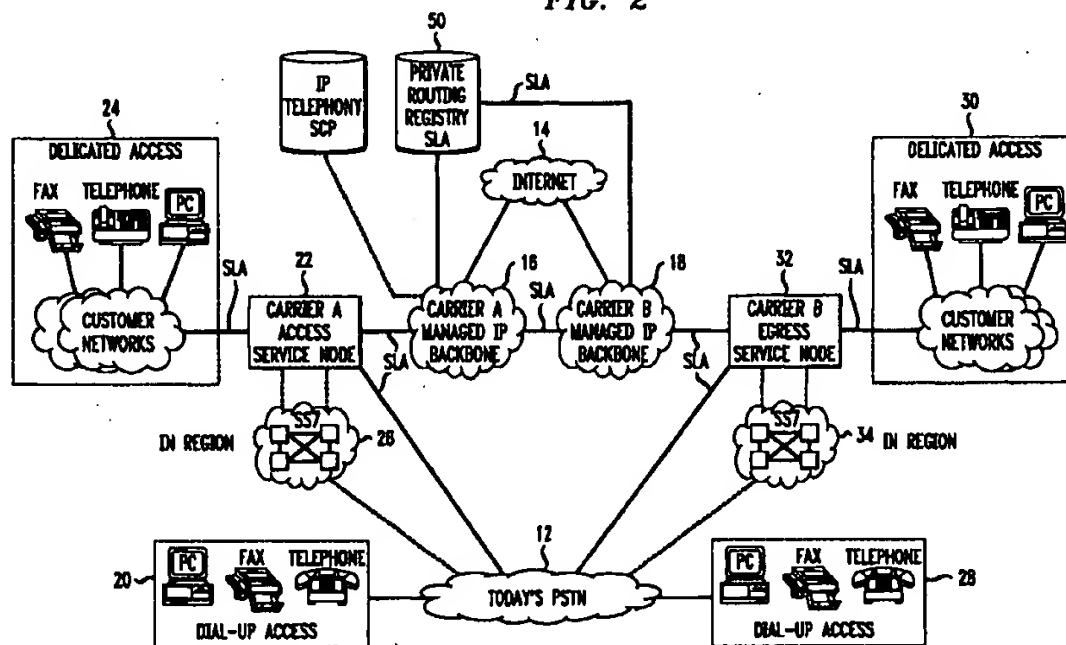 FIG. 2
50
IP
TELEPHONY
SCP
PRIVATE
ROUTING
REGISTRY
SLA
SLA
24
DELICATED ACCESS
FAX
TELEPHONE
PC
CUSTOMER
NETWORKS
SLA
14
INTERNET
30
DELICATED ACCESS
FAX
TELEPHONE
PC
CUSTOMER
NETWORKS
SLA
22
CARRIER A
ACCESS
SERVICE NODE
SLA
16
CARRIER A
MANAGED IP
BACKBONE
SLA
18
CARRIER B
MANAGED IP
BACKBONE
SLA
32
CARRIER B
EGRESS
SERVICE NODE
SLA
SLA
IN REGION
SS7
26
SS7
34
IN REGION
20
PC
FAX
TELEPHONE
DIAL-UP ACCESS
12
TODAY'S PSTN
PC
FAX
TELEPHONE
DIAL-UP ACCESS
28